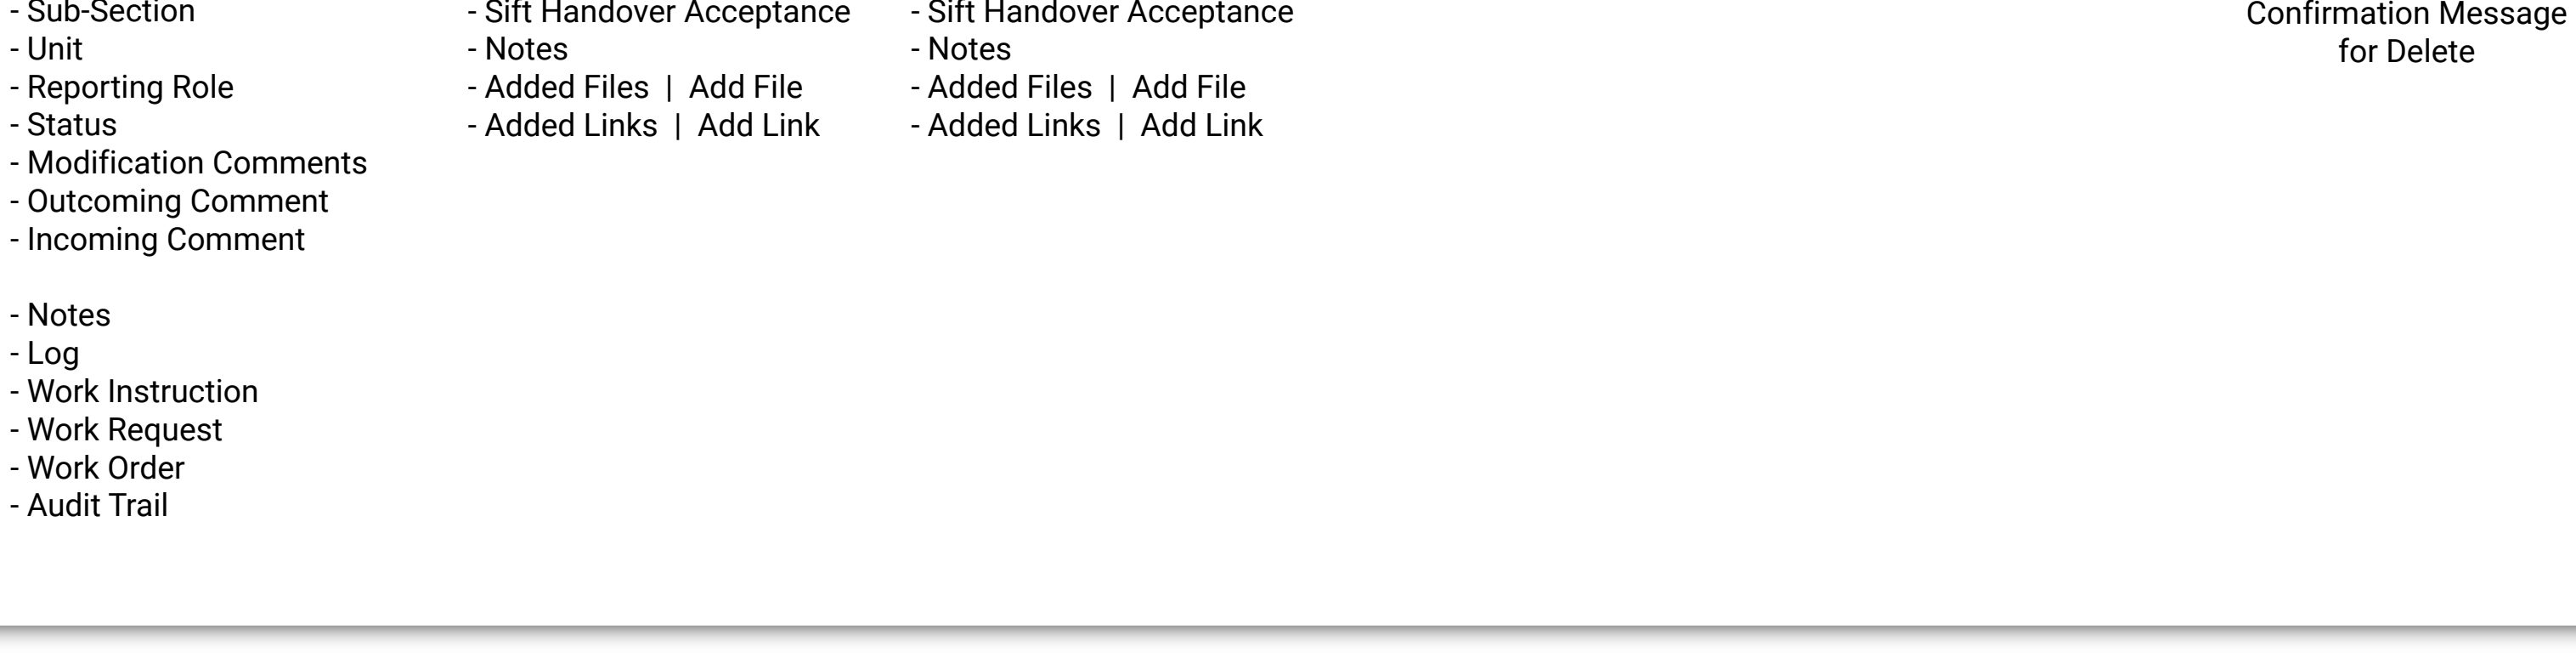 - Sub-Section
- Unit
- Reporting Role
- Status
- Modification Comments
- Outcoming Comment
- Incoming Comment
- Notes
- Log
- Work Instruction
- Work Request
- Work Order
- Audit Trail
- Sift Handover Acceptance
- Notes
- Added Files | Add File
- Added Links | Add Link
- Sift Handover Acceptance
- Notes
- Added Files | Add File
- Added Links | Add Link
Confirmation Message
for Delete